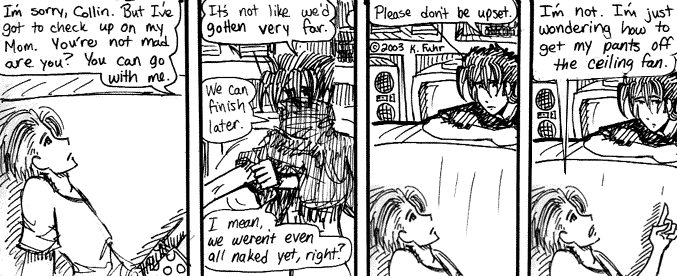 I'm sorry, Collin. But I've
got to check up on my
Mom. You're not mad
are you? You can go
with me.
It's not like we'd
gotten very far.
We can
finish
later.
I mean,
we weren't even
all naked yet, right?
Please don't be upset.
©2003 K. Fuhr
I'm not. I'm just
wondering how to
get my pants off
the ceiling fan.